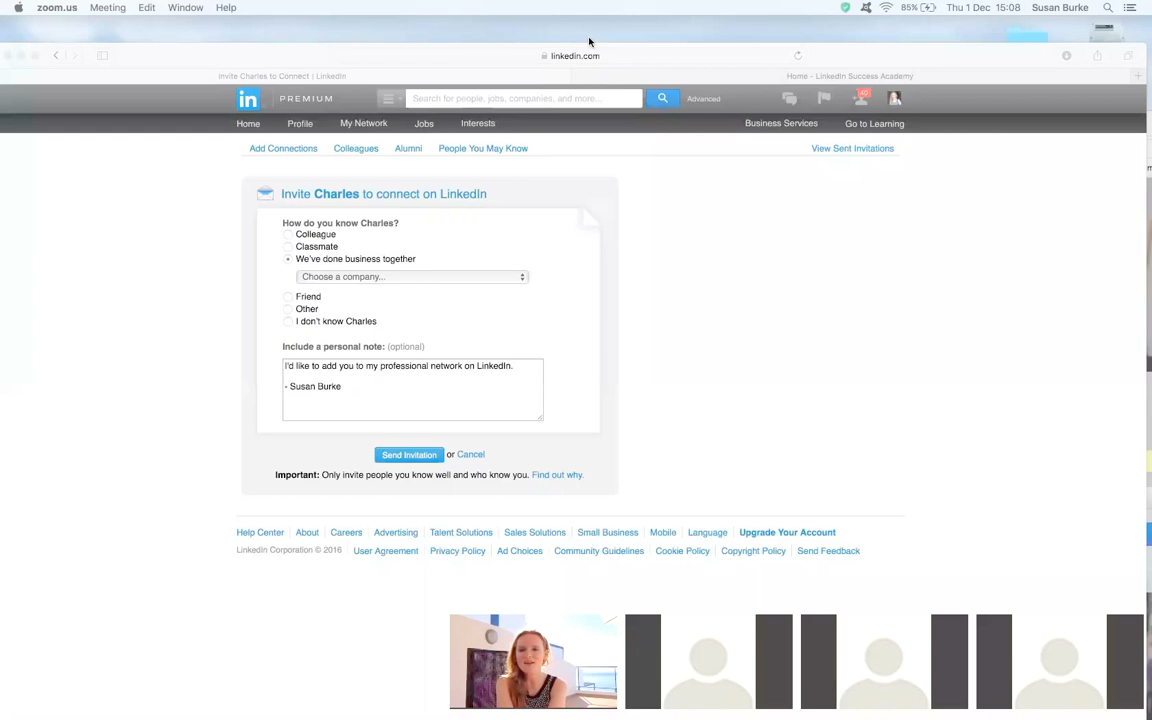 zoom.us Meeting Edit Window Help 85% Thu 1 Dec 15:08 Susan Burke
linkedin.com
Invite Charles to Connect | LinkedIn Home - LinkedIn Success Academy
in PREMIUM Search for people, jobs, companies, and more... Advanced 40
Home Profile My Network Jobs Interests Business Services Go to Learning
Add Connections Colleagues Alumni People You May Know View Sent Invitations
Invite Charles to connect on LinkedIn
How do you know Charles?
Colleague
Classmate
We've done business together
Choose a company...
Friend
Other
I don't know Charles
Include a personal note: (optional)
I'd like to add you to my professional network on LinkedIn.
- Susan Burke
Send Invitation or Cancel
Important: Only invite people you know well and who know you. Find out why.
Help Center About Careers Advertising Talent Solutions Sales Solutions Small Business Mobile Language Upgrade Your Account
LinkedIn Corporation © 2016 User Agreement Privacy Policy Ad Choices Community Guidelines Cookie Policy Copyright Policy Send Feedback